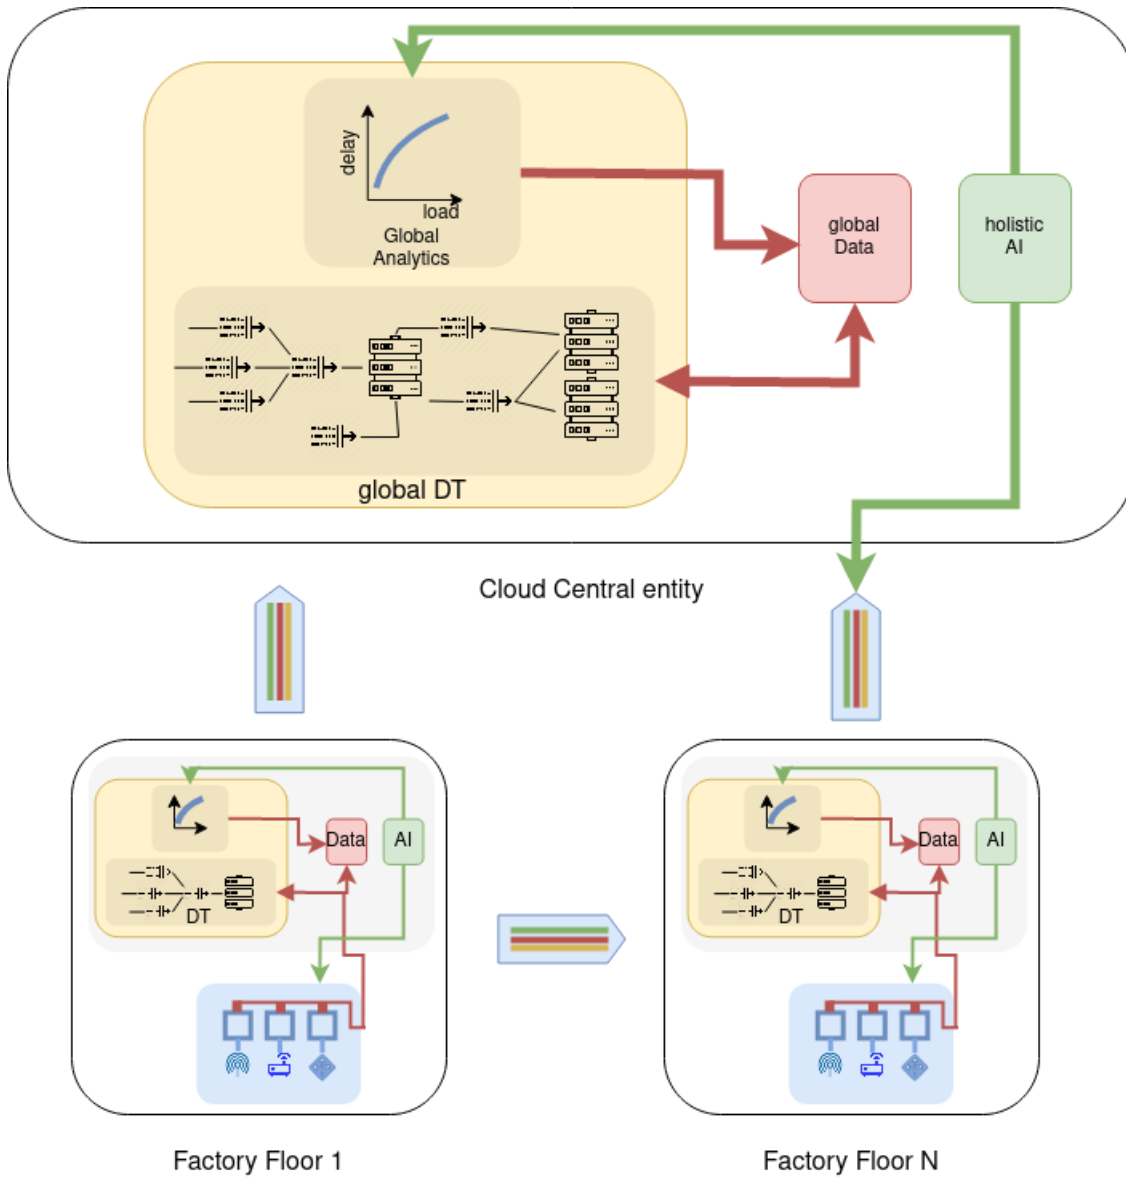 delay
load
Global
Analytics
global
Data
holistic
AI
global DT
Cloud Central entity
Data
AI
DT
Data
AI
DT
Factory Floor 1
Factory Floor N